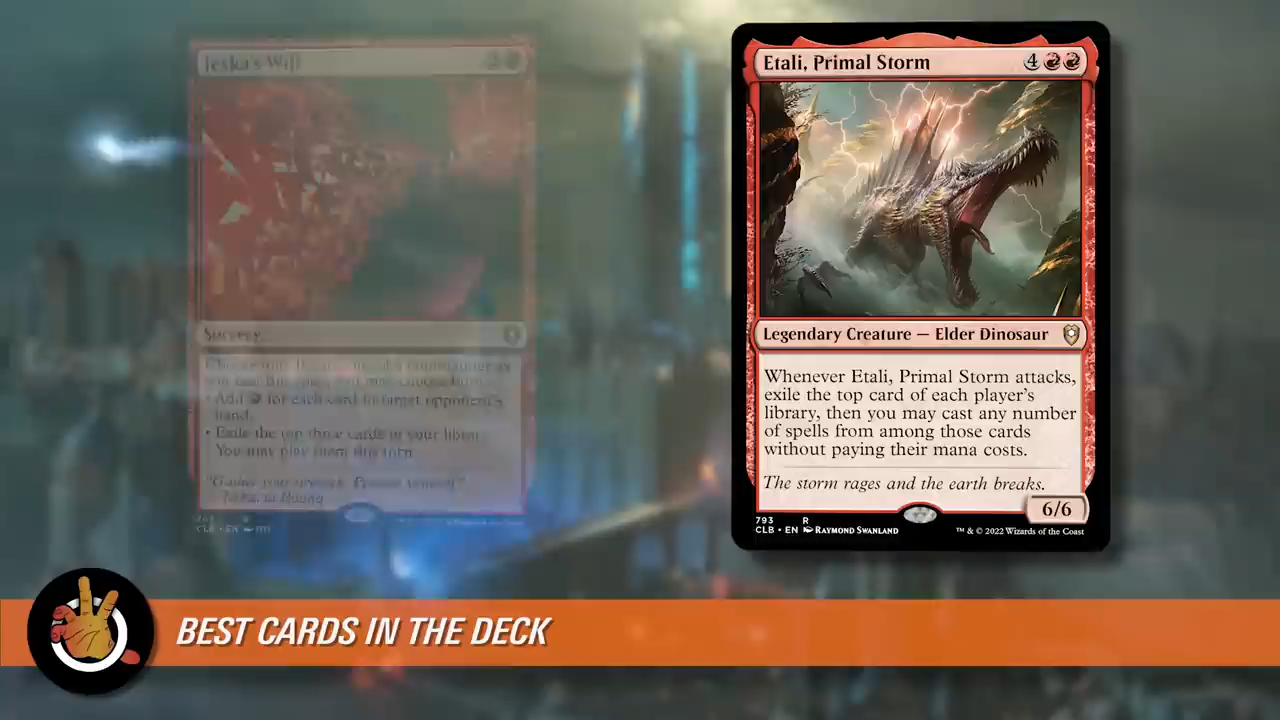 Jeska's Will
Sorcery
• Add for each card in target opponent's
hand.
• Exile the top three cards of your library.
You may play them this turn.
Etali, Primal Storm
4
Legendary Creature — Elder Dinosaur
Whenever Etali, Primal Storm attacks,
exile the top card of each player's
library, then you may cast any number
of spells from among those cards
without paying their mana costs.
The storm rages and the earth breaks.
6/6
793 R
CLB • EN RAYMOND SWANLAND
™ & © 2022 Wizards of the Coast
BEST CARDS IN THE DECK